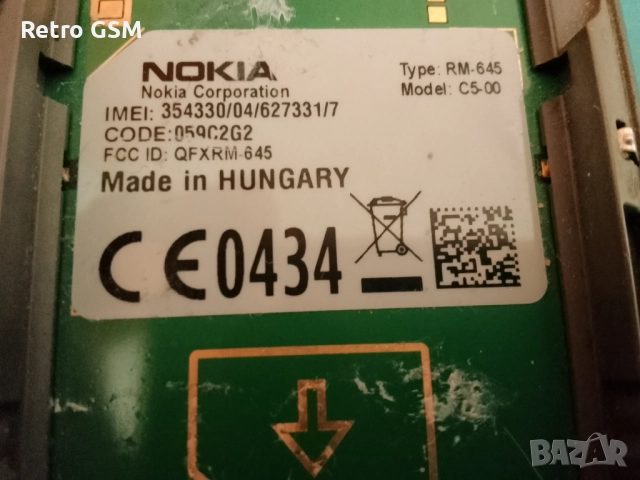 Retro GSM
NOKIA
Nokia Corporation
Type: RM-645
Model: C5-00
IMEI: 354330/04/627331/7
CODE:059C2G2
FCC ID: QFXRM-645
Made in HUNGARY
CE0434
BAZAR